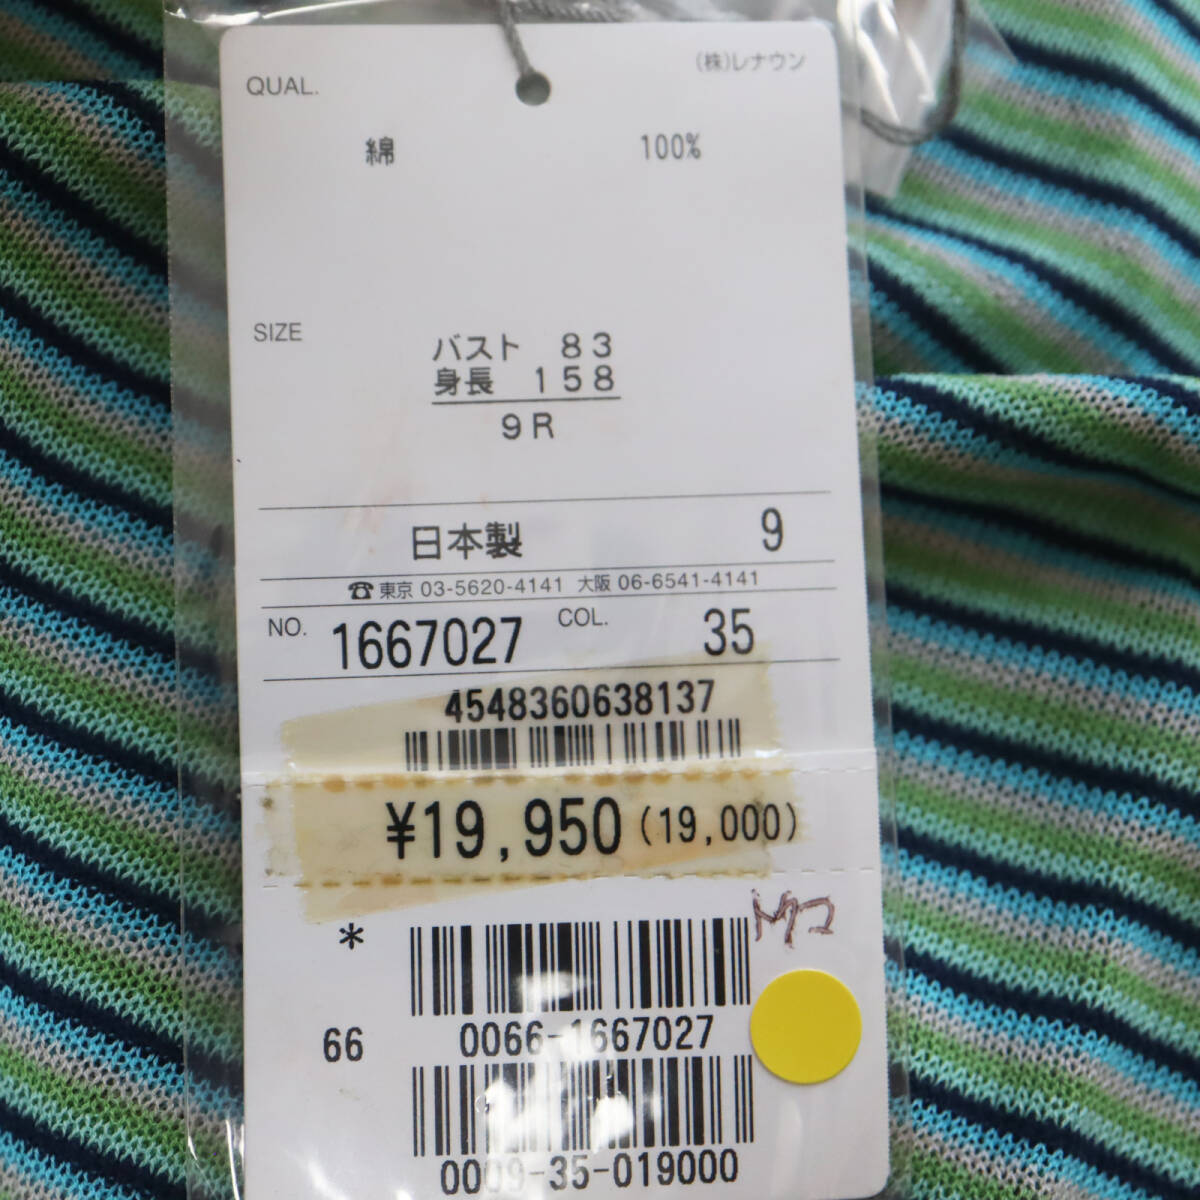 QUAL.
(株)レナウン
綿 100%
SIZE
バスト 83
身長 158
9R
日本製 9
☎東京 03-5620-4141 大阪 06-6541-4141
NO. 1667027 COL. 35
4548360638137
¥19,950(19,000)
*
66
0066-1667027
0009-35-019000